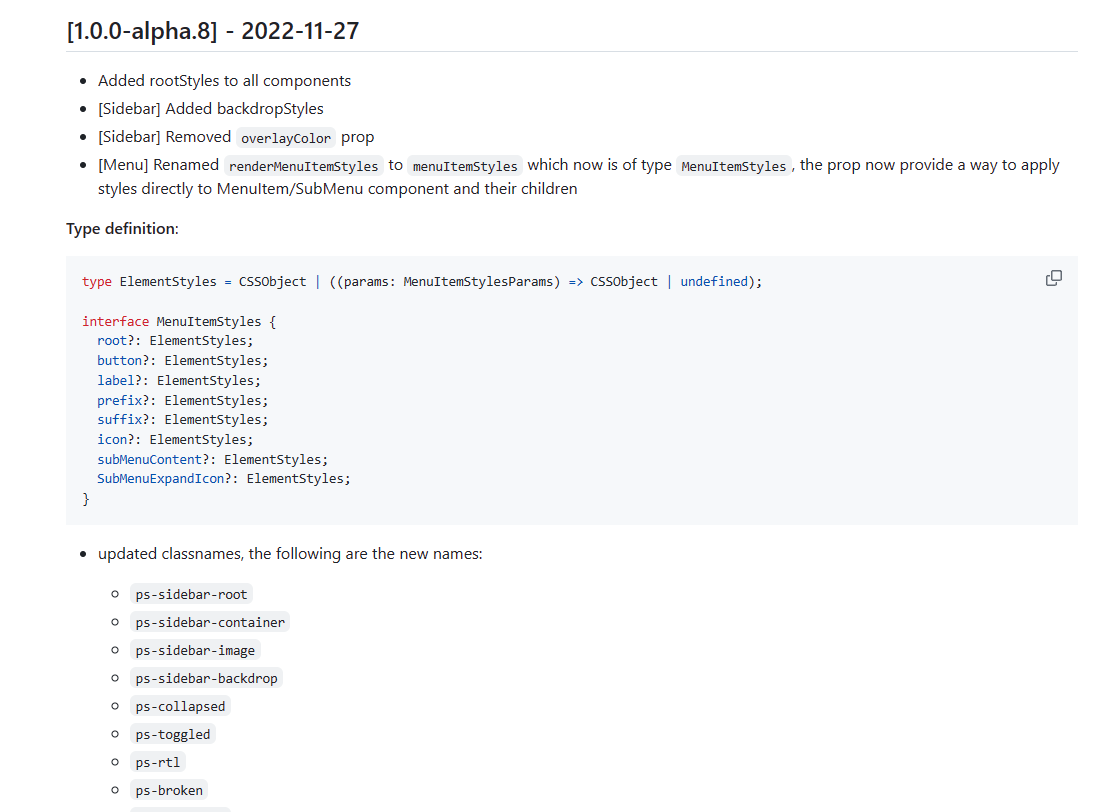 [1.0.0-alpha.8] - 2022-11-27
Added rootStyles to all components
[Sidebar] Added backdropStyles
[Sidebar] Removed overlayColor prop
[Menu] Renamed renderMenuItemStyles to menuItemStyles which now is of type MenuItemStyles, the prop now provide a way to apply
styles directly to MenuItem/SubMenu component and their children
Type definition:
type ElementStyles = CSSObject | ((params: MenuItemStylesParams) => CSSObject | undefined);
interface MenuItemStyles {
root?: ElementStyles;
button?: ElementStyles;
label?: ElementStyles;
prefix?: ElementStyles;
suffix?: ElementStyles;
icon?: ElementStyles;
subMenuContent?: ElementStyles;
SubMenuExpandIcon?: ElementStyles;
}
updated classnames, the following are the new names:
ps-sidebar-root
ps-sidebar-container
ps-sidebar-image
ps-sidebar-backdrop
ps-collapsed
ps-toggled
ps-rtl
ps-broken